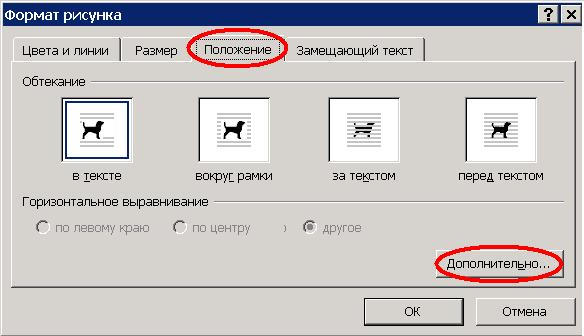 Формат рисунка
Цвета и линии Размер Положение Замещающий текст
Обтекание
в тексте вокруг рамки за текстом перед текстом
Горизонтальное выравнивание
по левому краю по центру другое
Дополнительно...
ОК Отмена